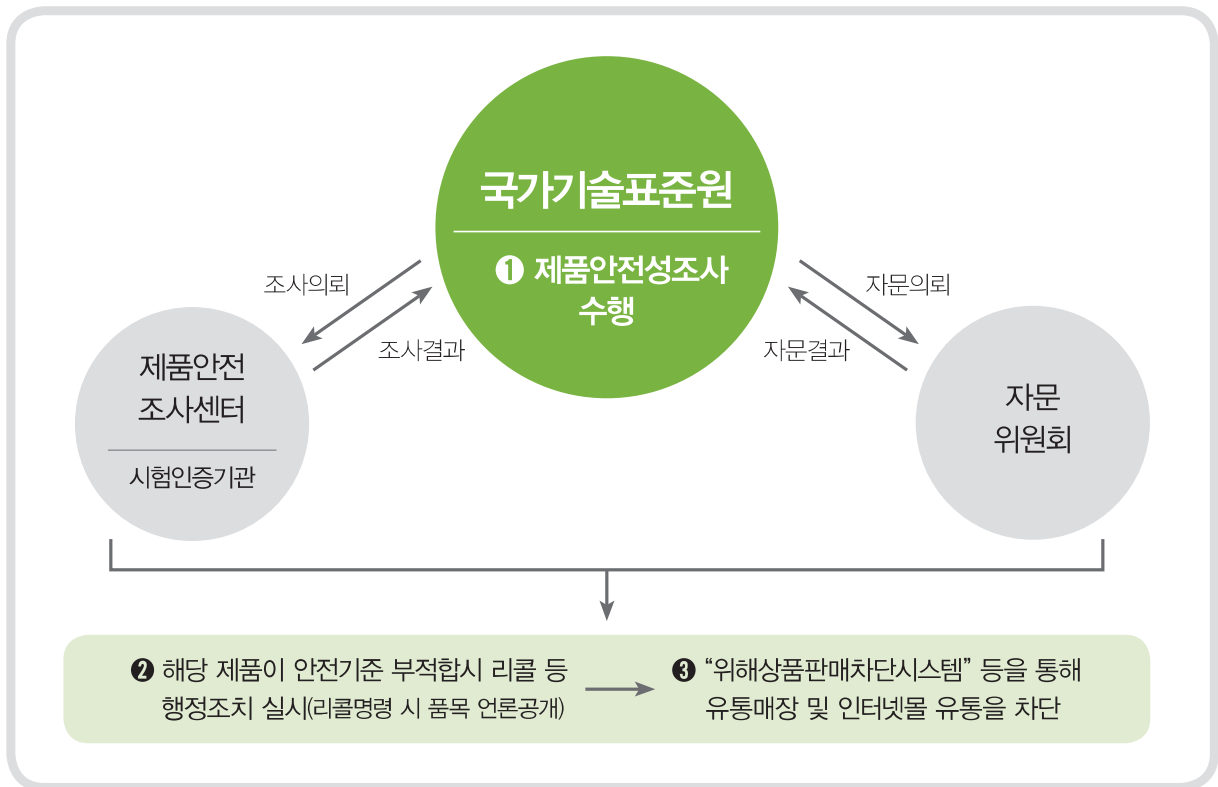 국가기술표준원
❶ 제품안전성조사
수행
조사의뢰
조사결과
자문의뢰
자문결과
제품안전
조사센터
시험인증기관
자문
위원회
❷ 해당 제품이 안전기준 부적합시 리콜 등
행정조치 실시(리콜명령 시 품목 언론공개)
❸ “위해상품판매차단시스템” 등을 통해
유통매장 및 인터넷몰 유통을 차단